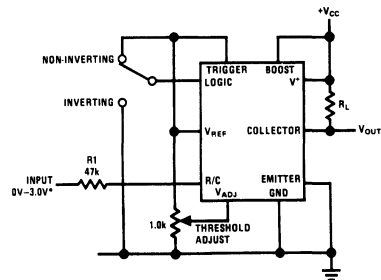 +VCC
NON-INVERTING
TRIGGER
BOOST
LOGIC
V+
RL
INVERTING
VREF
COLLECTOR
VOUT
R1
47k
INPUT
0V–3.0V*
R/C
EMITTER
VADJ
GND
1.0k
THRESHOLD
ADJUST